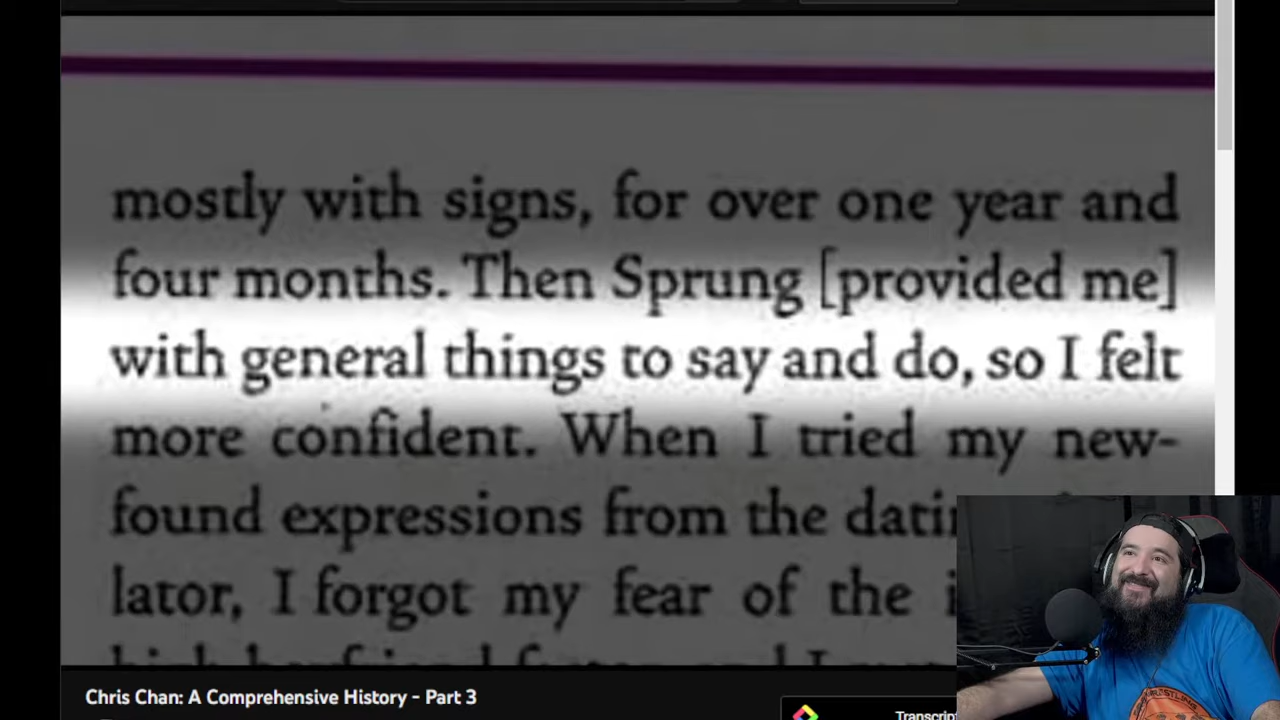 mostly with signs, for over one year and
four months. Then Sprung [provided me]
with general things to say and do, so I felt
more confident. When I tried my new-
found expressions from the
lator, I forgot my fear of the
Chris Chan: A Comprehensive History - Part 3